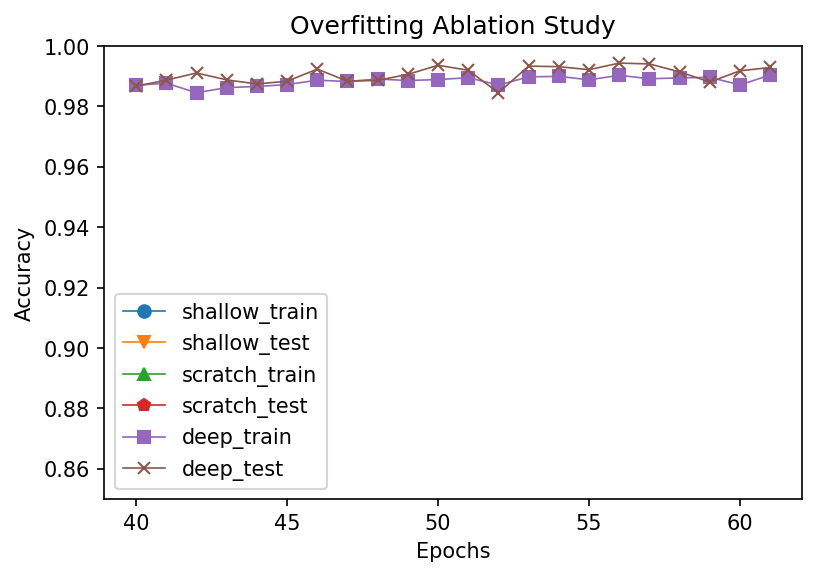 Overfitting Ablation Study
1.00
0.98
0.96
0.94
0.92
0.90
0.88
0.86
Accuracy
shallow_train
shallow_test
scratch_train
scratch_test
deep_train
deep_test
40 45 50 55 60
Epochs